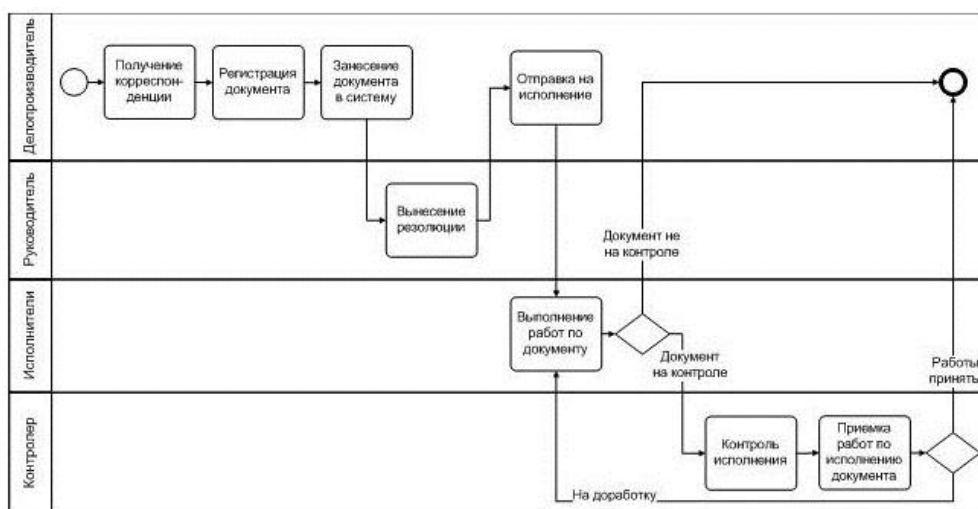 Делопроизводитель
Получение
корреспон-
денции
Регистрация
документа
Занесение
документа
в систему
Отправка на
исполнение
Руководитель
Вынесение
резолюции
Документ не
на контроле
Исполнители
Выполнение
работ по
документу
Документ
на контроле
Работы
приняты
Контролер
Контроль
исполнения
Приемка
работ по
исполнению
документа
На доработку